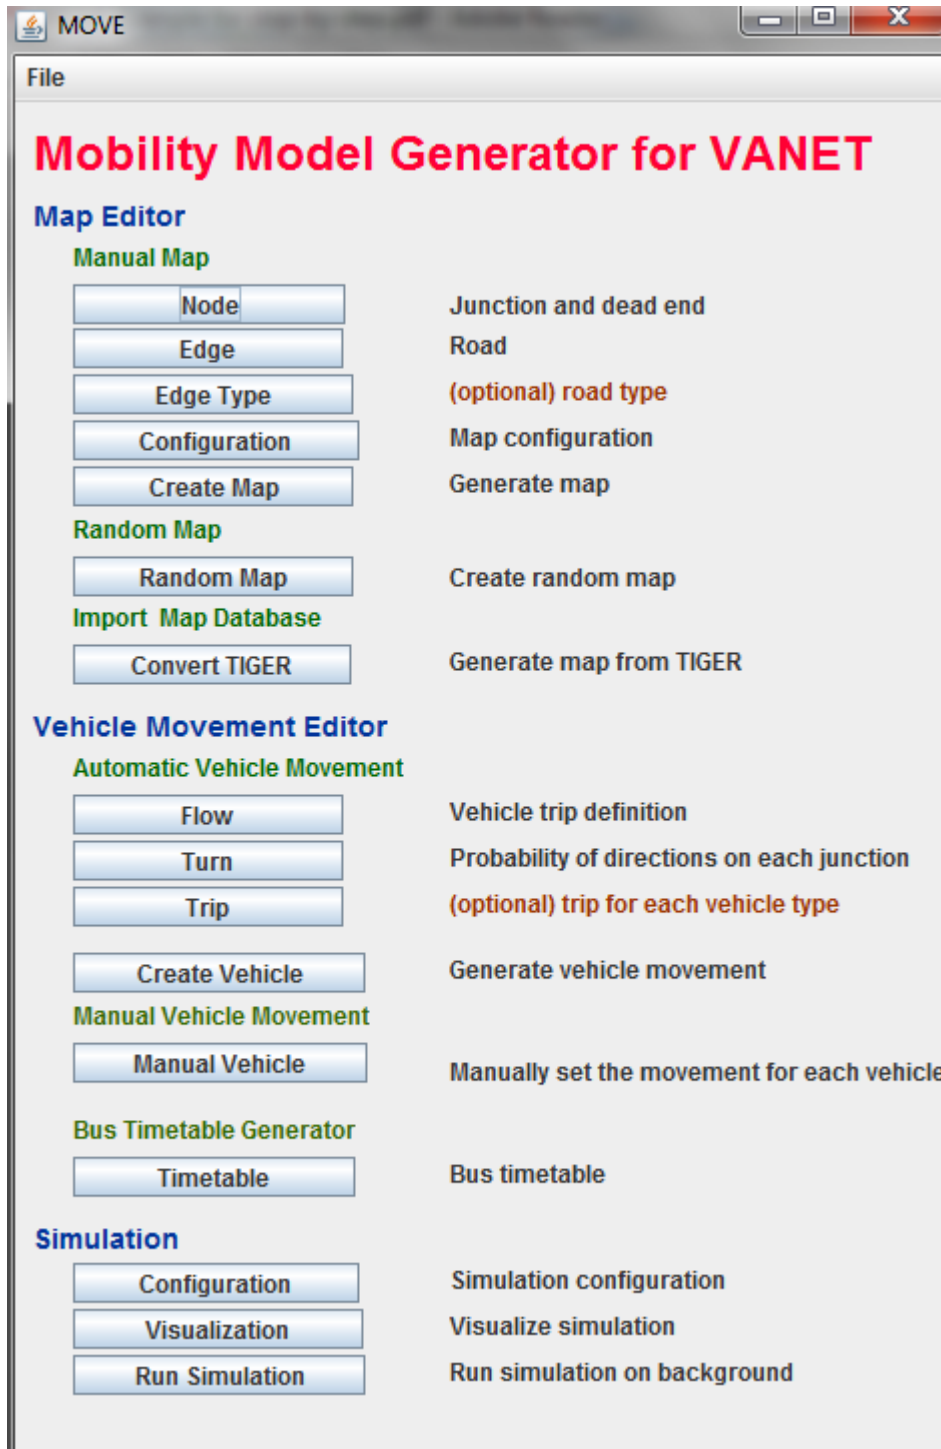 MOVE
File
Mobility Model Generator for VANET
Map Editor
Manual Map
Node Junction and dead end
Edge Road
Edge Type (optional) road type
Configuration Map configuration
Create Map Generate map
Random Map
Random Map Create random map
Import Map Database
Convert TIGER Generate map from TIGER
Vehicle Movement Editor
Automatic Vehicle Movement
Flow Vehicle trip definition
Turn Probability of directions on each junction
Trip (optional) trip for each vehicle type
Create Vehicle Generate vehicle movement
Manual Vehicle Movement
Manual Vehicle Manually set the movement for each vehicle
Bus Timetable Generator
Timetable Bus timetable
Simulation
Configuration Simulation configuration
Visualization Visualize simulation
Run Simulation Run simulation on background